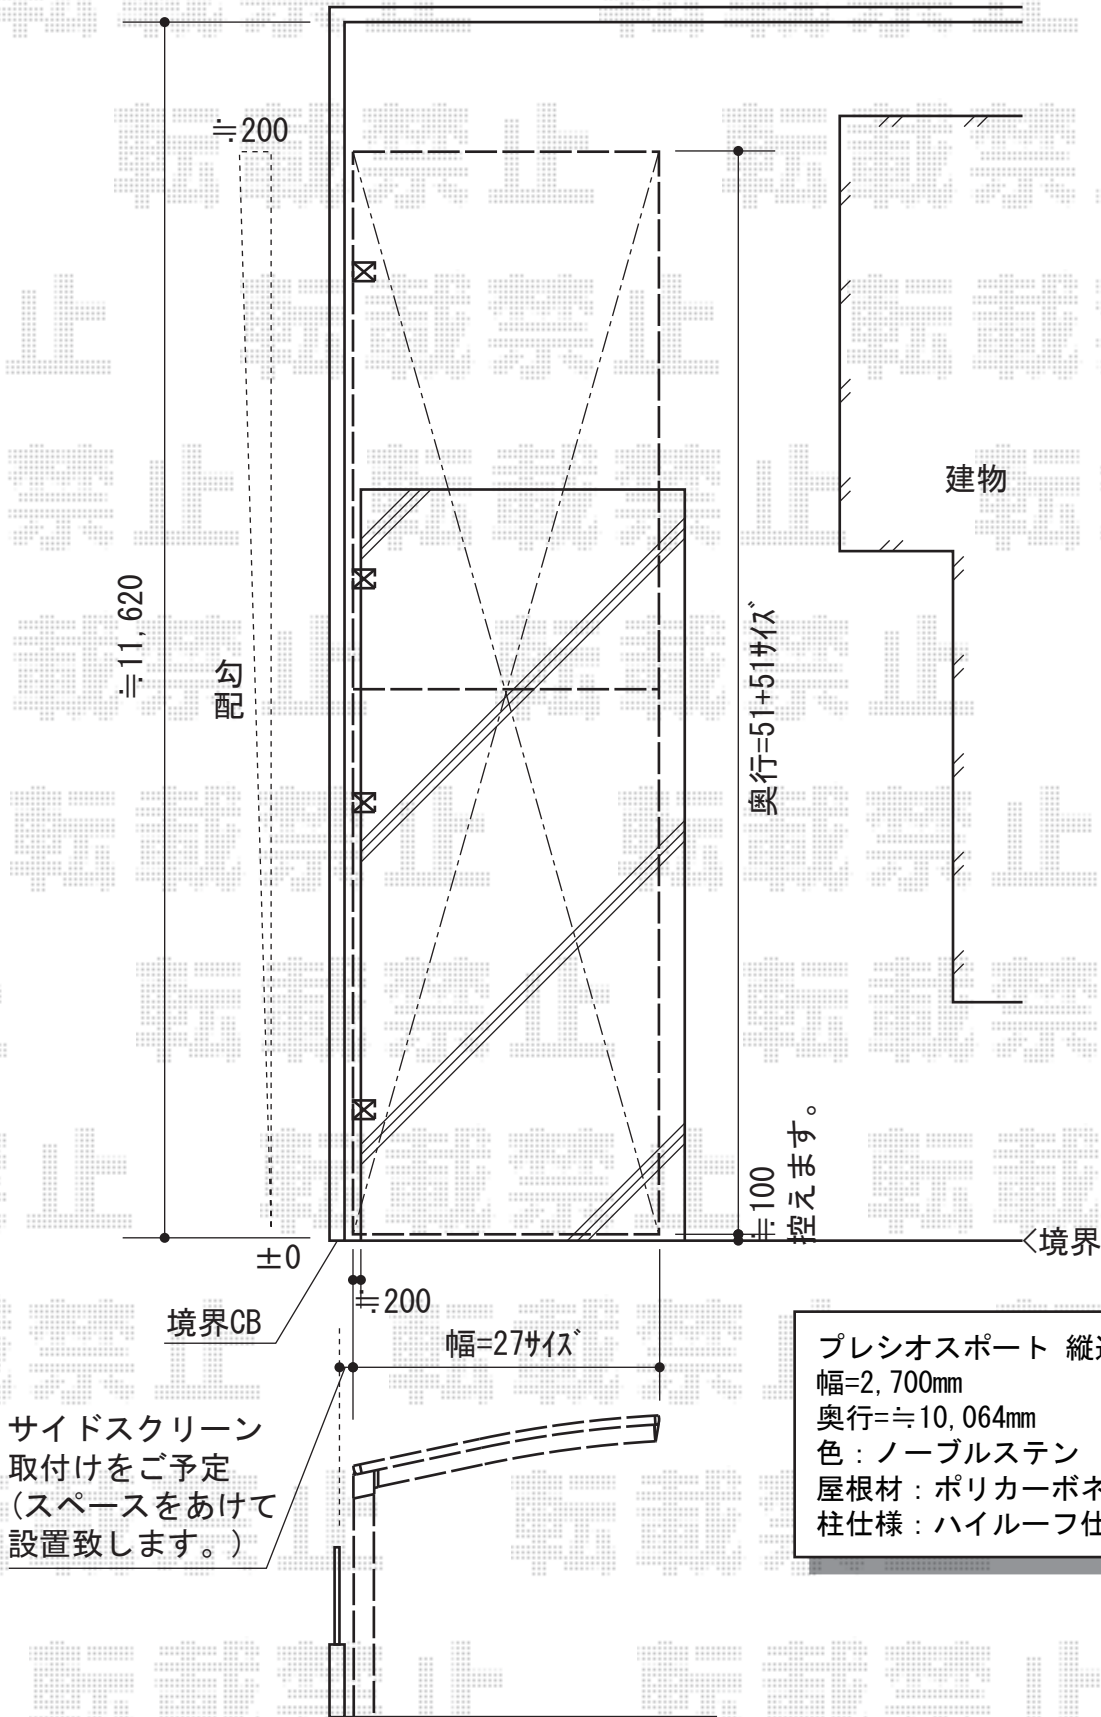 ≒200
建物
≒11,620
勾配
奥行=51+51ｻｲｽﾞ
≒100
控えます。
±0
<境界
≒200
境界CB
幅=27ｻｲｽﾞ
サイドスクリーン
取付けをご予定
(スペースをあけて
設置致します。)
プレシオスポート 縦
幅=2,700mm
奥行=≒10,064mm
色：ノーブルステン
屋根材：ポリカーボネ
柱仕様：ハイルーフ仕
転載禁止